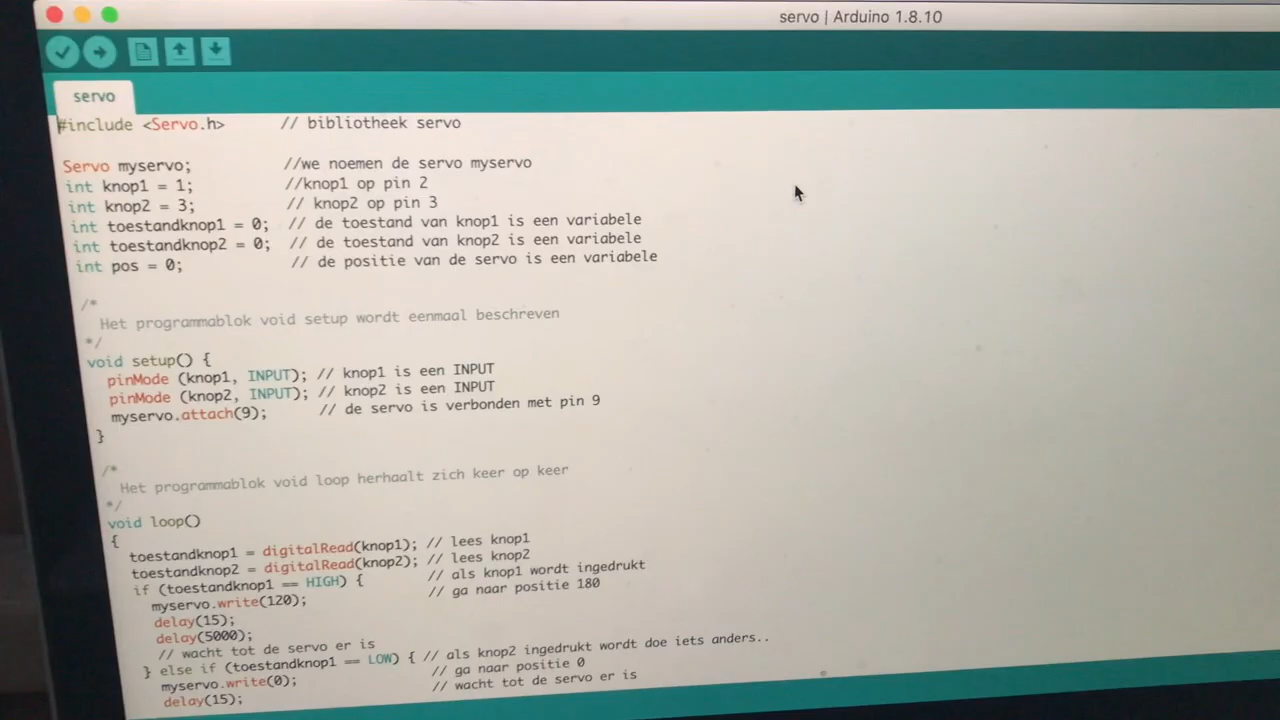 servo | Arduino 1.8.10
servo
#include <Servo.h> // bibliotheek servo
Servo myservo; //we noemen de servo myservo
int knop1 = 1; //knop1 op pin 2
int knop2 = 3; // knop2 op pin 3
int toestandknop1 = 0; // de toestand van knop1 is een variabele
int toestandknop2 = 0; // de toestand van knop2 is een variabele
int pos = 0; // de positie van de servo is een variabele
/*
Het programmablok void setup wordt eenmaal beschreven
*/
void setup() {
pinMode (knop1, INPUT); // knop1 is een INPUT
pinMode (knop2, INPUT); // knop2 is een INPUT
myservo.attach(9); // de servo is verbonden met pin 9
}
/*
Het programmablok void loop herhaalt zich keer op keer
*/
void loop()
{
toestandknop1 = digitalRead(knop1); // lees knop1
toestandknop2 = digitalRead(knop2); // lees knop2
if (toestandknop1 == HIGH) { // als knop1 wordt ingedrukt
myservo.write(120); // ga naar positie 180
delay(15);
delay(5000);
// wacht tot de servo er is
} else if (toestandknop1 == LOW) { // als knop2 ingedrukt wordt doe iets anders..
myservo.write(0); // ga naar positie 0
delay(15); // wacht tot de servo er is